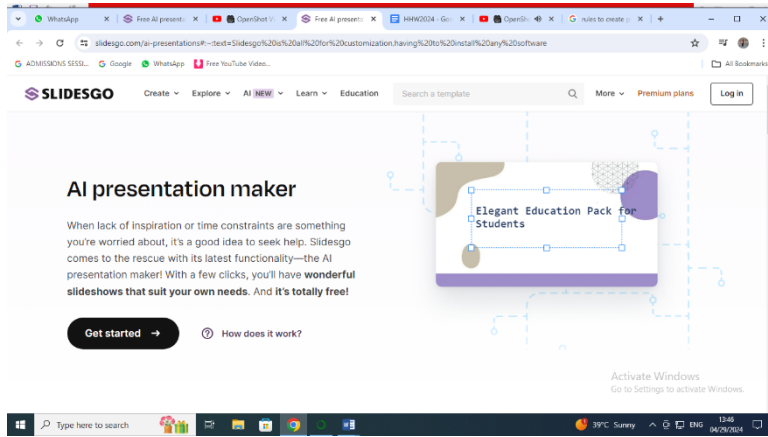 WhatsApp
Free AI presenta
OpenShot Vi
Free AI presenta
HHW2024 - Goo
OpenSh
rules to create p
slidesgo.com/ai-presentations#:~:text=Slidesgo%20is%20all%20for%20customization,having%20to%20install%20any%20software
ADMISSIONS SESSI...
Google
WhatsApp
Free YouTube Video...
All Bookmarks
SLIDESGO
Create
Explore
AI NEW
Learn
Education
Search a template
More
Premium plans
Log in
AI presentation maker
When lack of inspiration or time constraints are something
you're worried about, it's a good idea to seek help. Slidesgo
comes to the rescue with its latest functionality—the AI
presentation maker! With a few clicks, you'll have wonderful
slideshows that suit your own needs. And it's totally free!
Get started
How does it work?
Elegant Education Pack for
Students
Activate Windows
Go to Settings to activate Windows.
Type here to search
39°C Sunny
ENG
13:46
04/29/2024